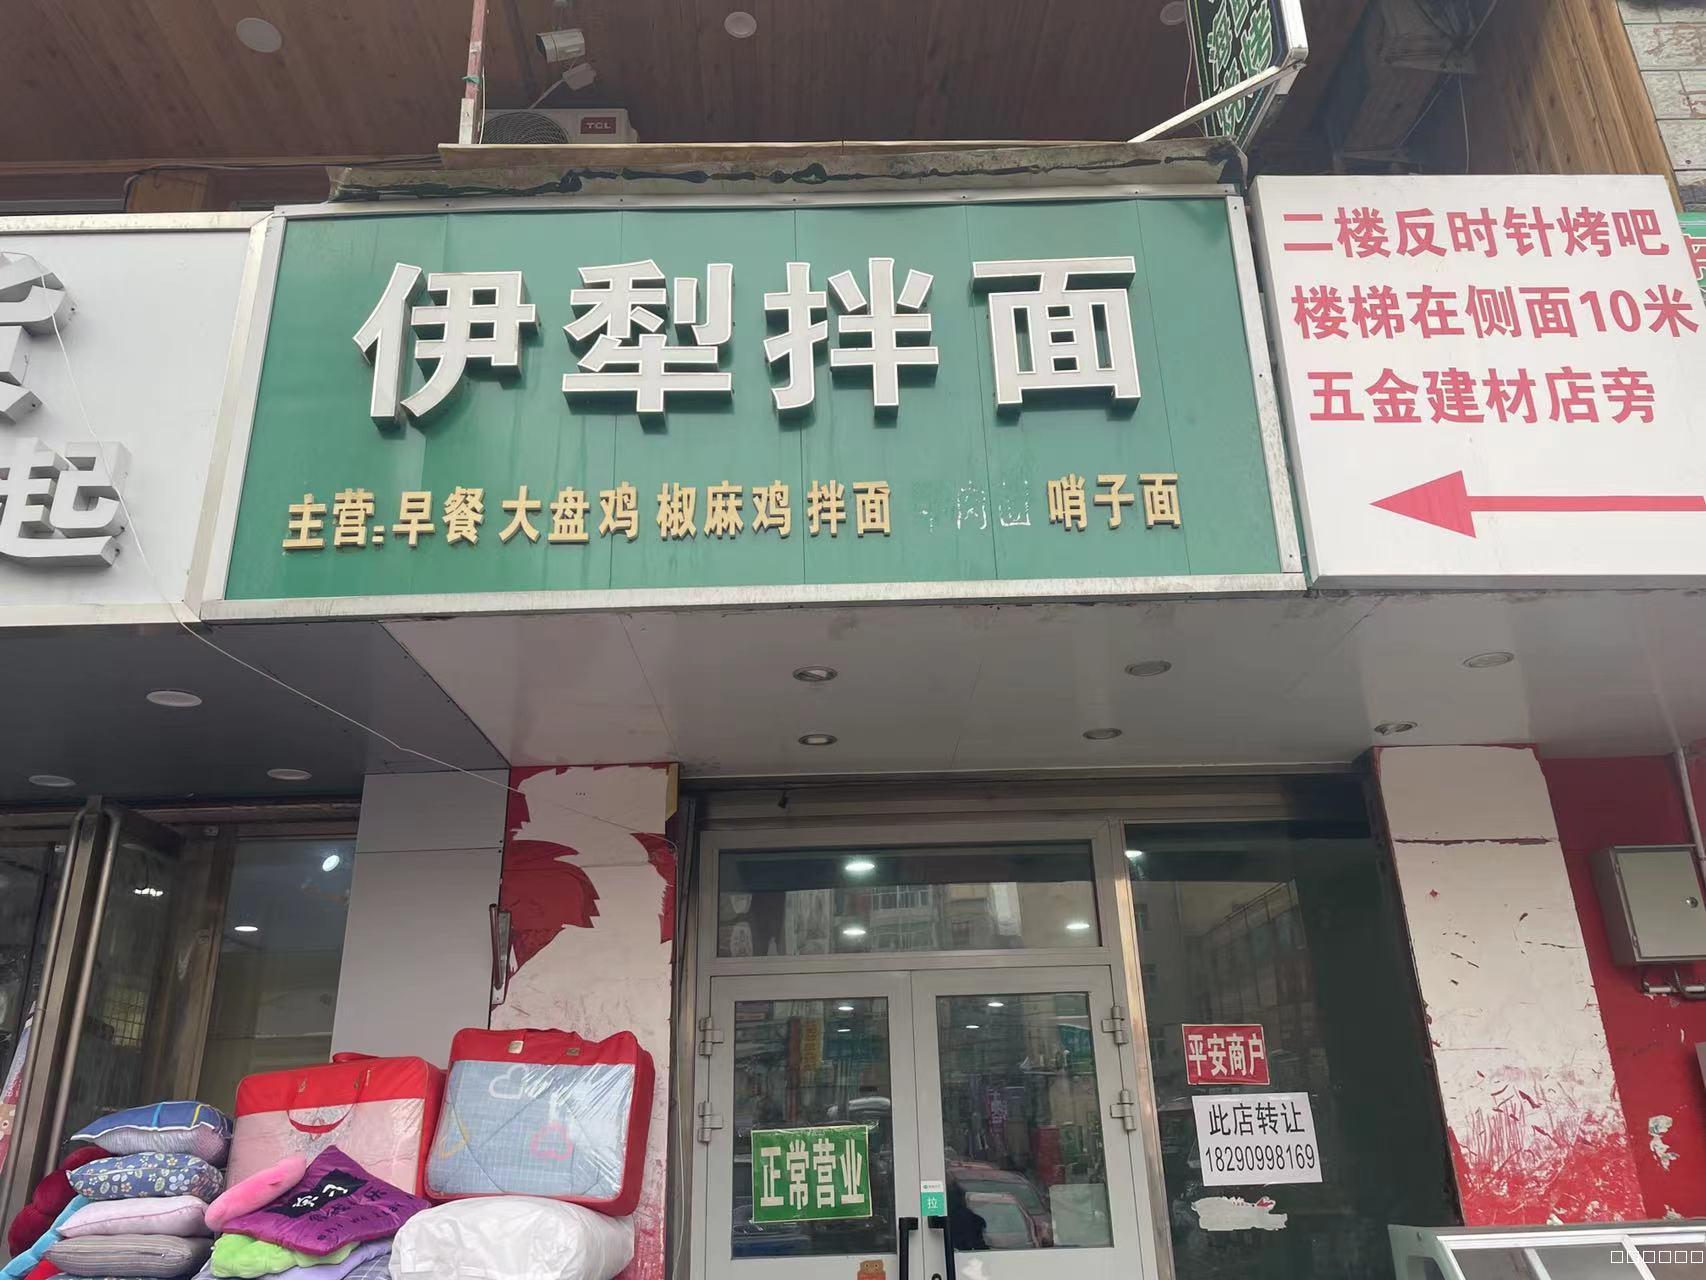 TCL
伊犁拌面
主营:早餐 大盘鸡 椒麻鸡 拌面 哨子面
二楼反时针烤吧
楼梯在侧面10米
五金建材店旁
起
平安商户
此店转让
18290998169
正常营业
拉